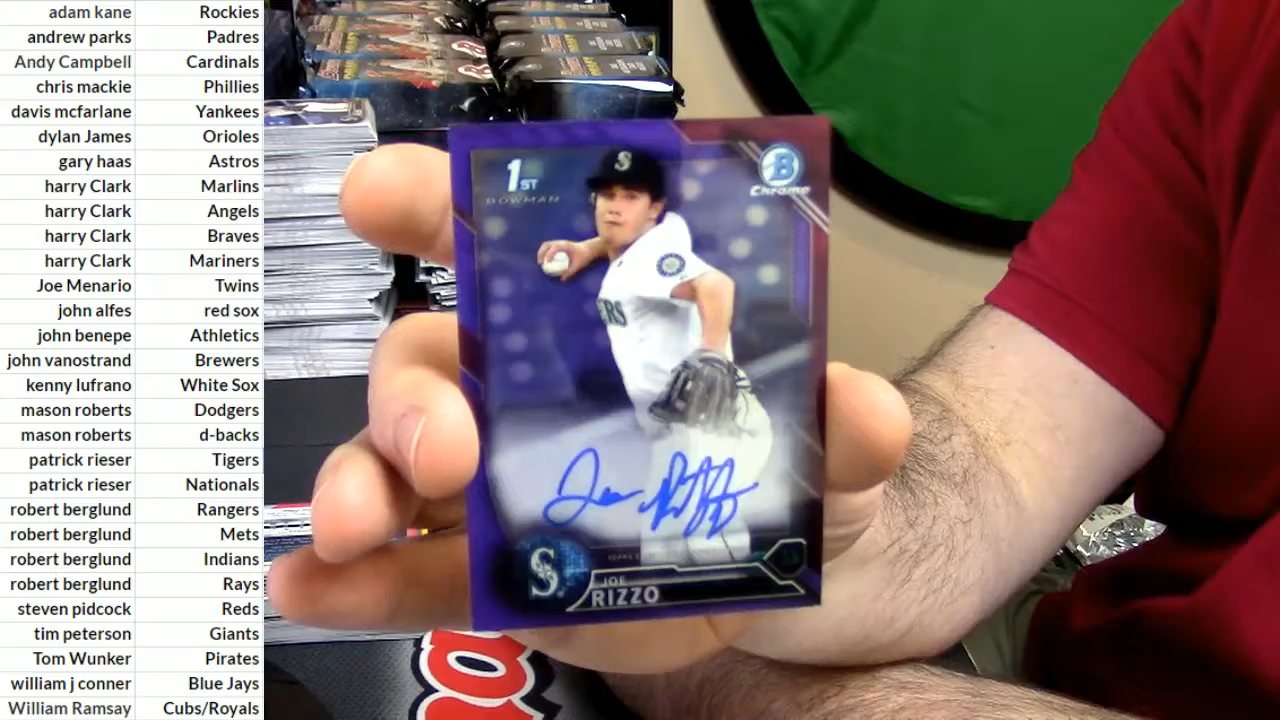 adam kane Rockies
andrew parks Padres
Andy Campbell Cardinals
chris mackie Phillies
davis mcfarlane Yankees
dylan James Orioles
gary haas Astros
harry Clark Marlins
harry Clark Angels
harry Clark Braves
harry Clark Mariners
Joe Menario Twins
john alfes red sox
john benepe Athletics
john vanostrand Brewers
kenny lufrano White Sox
mason roberts Dodgers
mason roberts d-backs
patrick rieser Tigers
patrick rieser Nationals
robert berglund Rangers
robert berglund Mets
robert berglund Indians
robert berglund Rays
steven pidcock Reds
tim peterson Giants
Tom Wunker Pirates
william j conner Blue Jays
William Ramsay Cubs/Royals
1ST
BOWMAN
B
Chrome
S
ERS
S
JOE
RIZZO